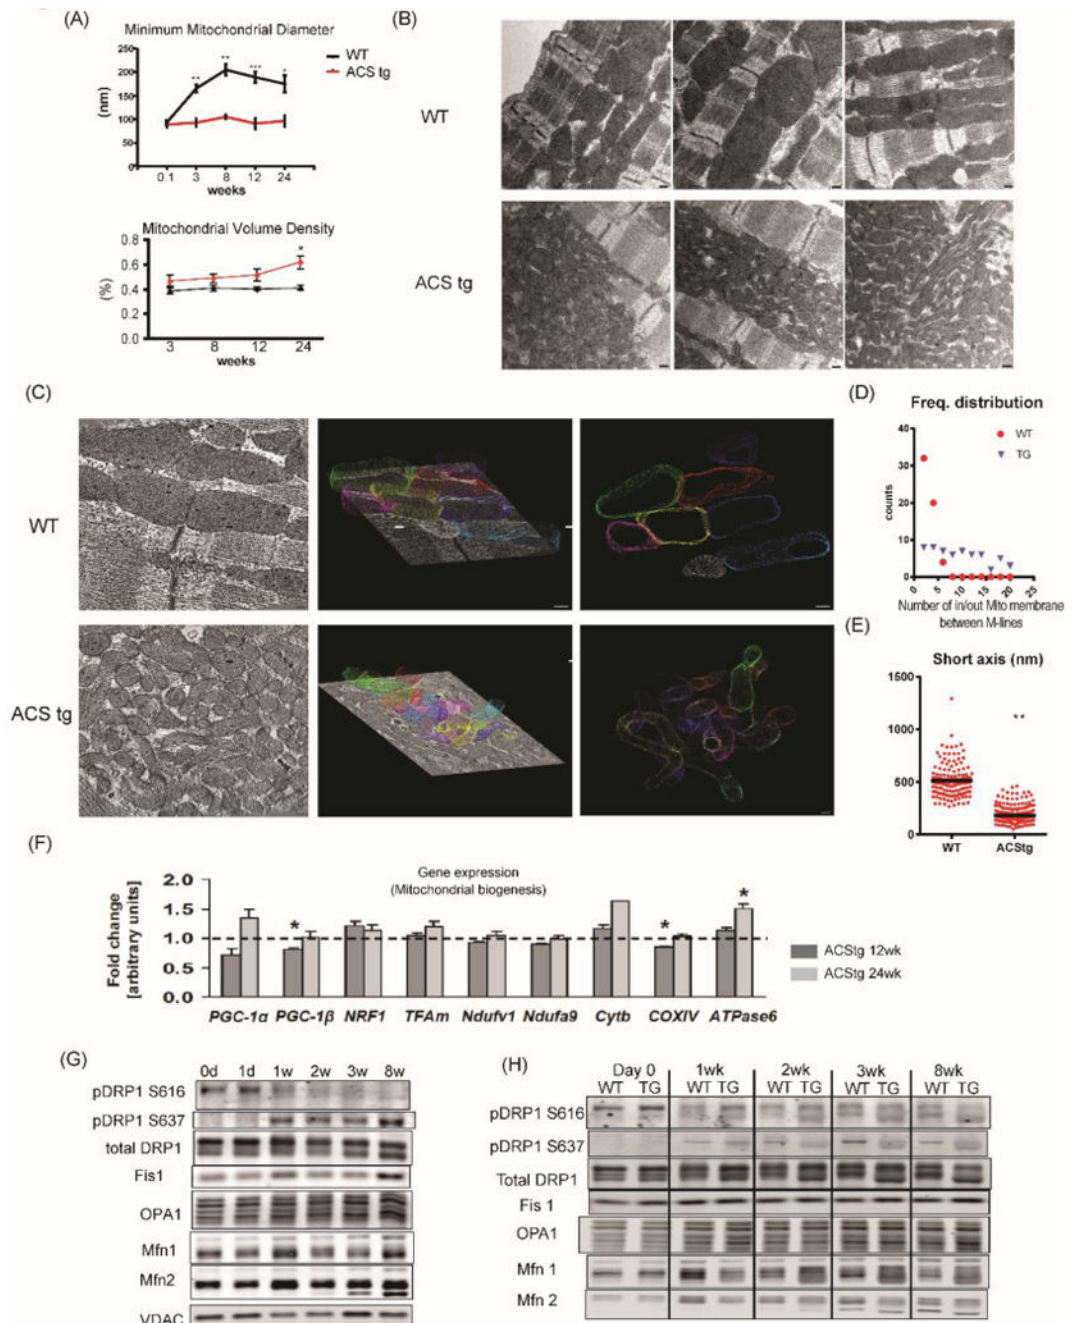 (A)
Minimum Mitochondrial Diameter
250
200
150
100
50
0
(nm)
WT
ACS tg
**
**
***
*
0.1 3 8 12 24
weeks
Mitochondrial Volume Density
0.8
0.6
0.4
0.2
0.0
(%)
*
3 8 12 24
weeks
(B)
WT
ACS tg
(C)
WT
ACS tg
(D)
Freq. distribution
40
30
20
10
0
counts
WT
TG
0 5 10 15 20 25
Number of in/out Mito membrane
between M-lines
(E)
Short axis (nm)
1500
1000
500
0
**
WT ACStg
(F)
Gene expression
(Mitochondrial biogenesis)
Fold change
[arbitrary units]
2.0
1.5
1.0
0.5
0.0
*
*
*
ACStg 12wk
ACStg 24wk
PGC-1α PGC-1β NRF1 TFAm Ndufv1 Ndufa9 Cytb COXIV ATPase6
(G)
0d 1d 1w 2w 3w 8w
pDRP1 S616
pDRP1 S637
total DRP1
Fis1
OPA1
Mfn1
Mfn2
VDAC
(H)
Day 0 1wk 2wk 3wk 8wk
WT TG WT TG WT TG WT TG WT TG
pDRP1 S616
pDRP1 S637
Total DRP1
Fis 1
OPA1
Mfn 1
Mfn 2